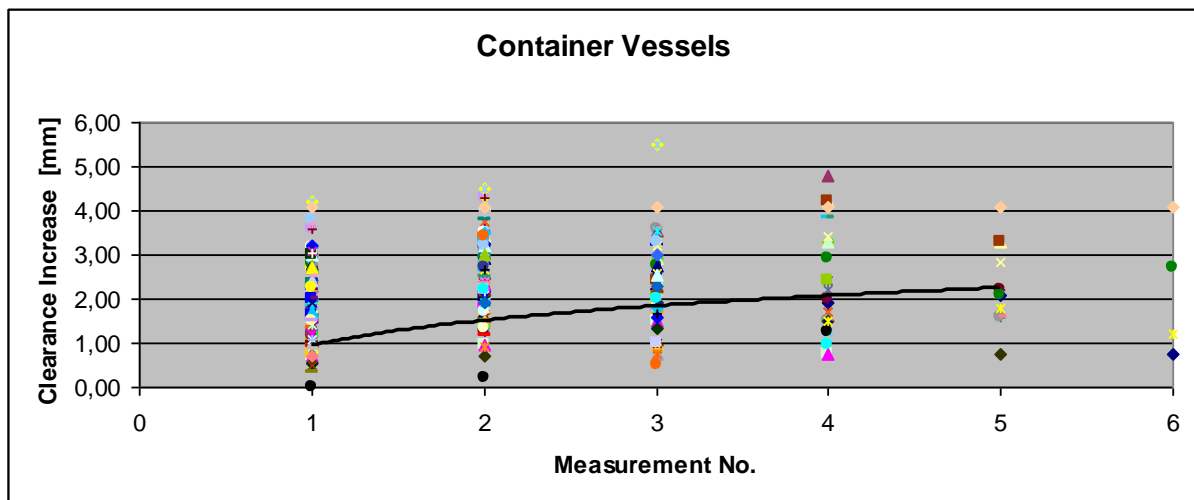 Container Vessels
Clearance Increase [mm]
6,00
5,00
4,00
3,00
2,00
1,00
0,00
0 1 2 3 4 5 6
Measurement No.